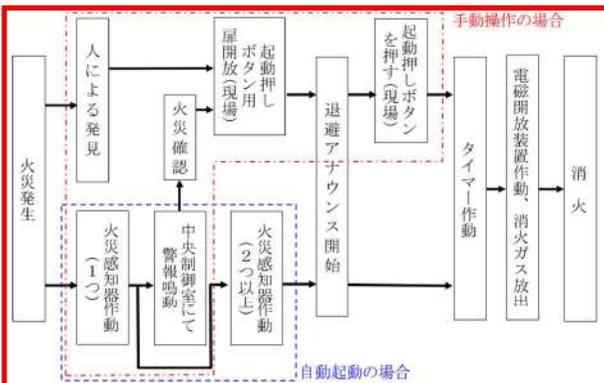 手動操作の場合
火災発生
人による発見
火災確認
起動押し
ボタン用
扉開放(現場)
退避アナウンス開始
起動押しボタン
を押す(現場)
タイマー作動
電磁開放装置作動、消火ガス放出
消火
火災感知器作動
(1つ)
中央制御室にて
警報鳴動
火災感知器作動
(2つ以上)
自動起動の場合